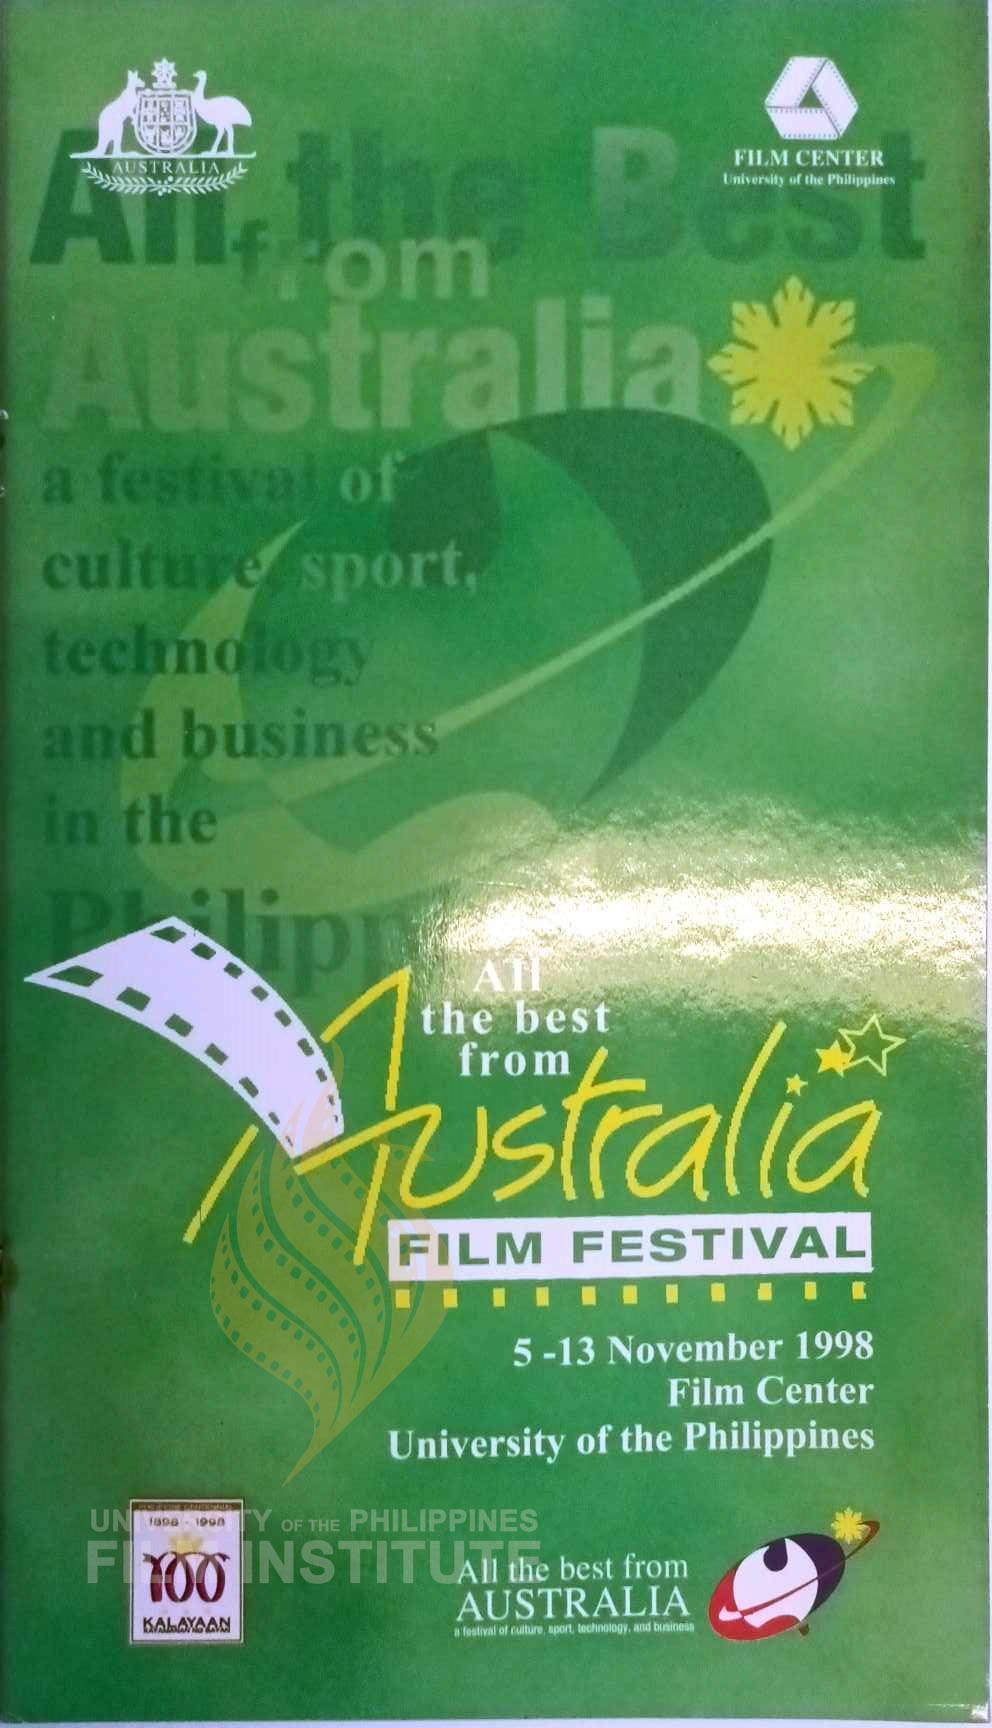 AUSTRALIA
FILM CENTER
University of the Philippines
All the Best
from
Australia
a festival of
culture, sport,
technology
and business
in the
All
the best
from
Australia
FILM FESTIVAL
5 -13 November 1998
Film Center
University of the Philippines
1898 - 1998
100
KALAYAAN
UNIVERSITY OF THE PHILIPPINES
FILM INSTITUTE
All the best from
AUSTRALIA
a festival of culture, sport, technology, and business